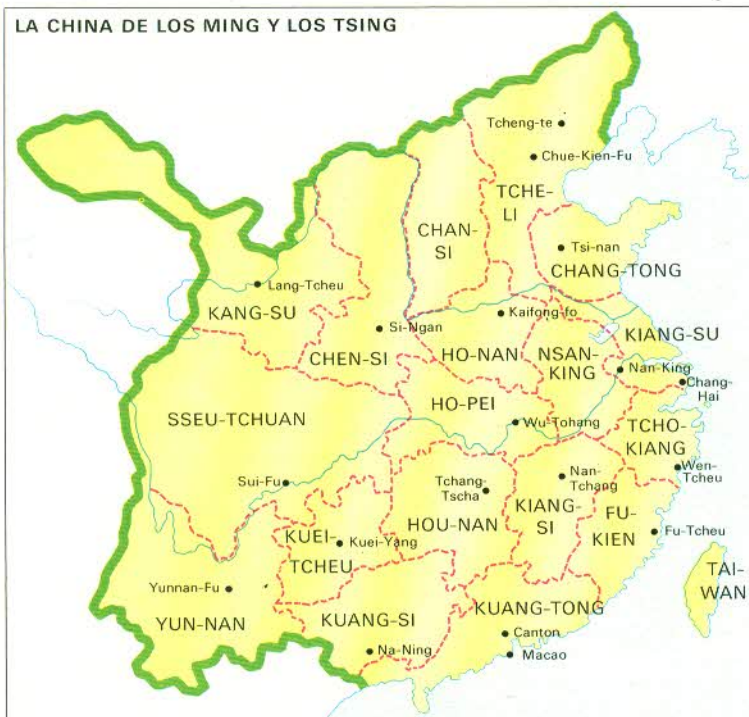 LA CHINA DE LOS MING Y LOS TSING
Tcheng-te
Chue-Kien-Fu
TCHE-
LI
CHAN-
SI
Tsi-nan
CHANG-TONG
Lang-Tcheu
KANG-SU
Si-Ngan
CHEN-SI
Kaifong-fo
HO-NAN
NSAN-
KING
KIANG-SU
Nan-King
Chang-
Hai
SSEU-TCHUAN
HO-PEI
Wu-Tohang
TCHO-
KIANG
Wen-
Tcheu
Sui-Fu
Tchang-
Tscha
HOU-NAN
Nan-
Tchang
KIANG-
SI
FU-
KIEN
Fu-Tcheu
KUEI-
TCHEU
Kuei-Yang
TAI-
WAN
Yunnan-Fu
YUN-NAN
KUANG-SI
KUANG-TONG
Na-Ning
Canton
Macao